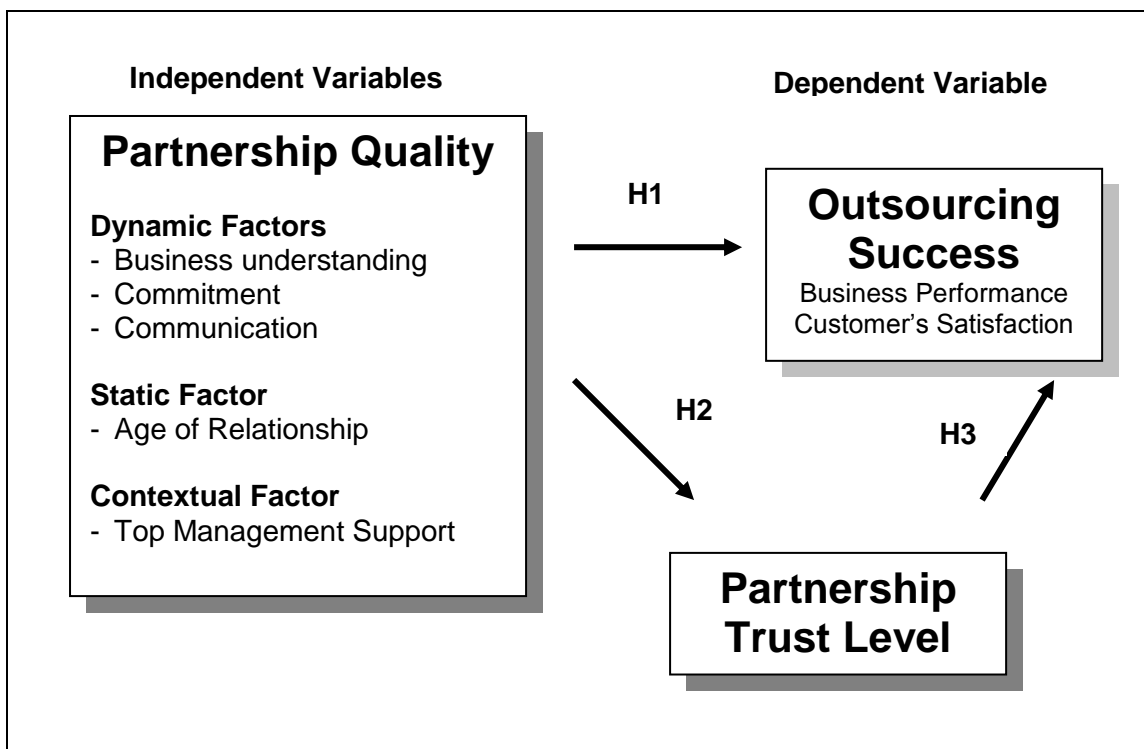 Independent Variables
Dependent Variable
Partnership Quality
Dynamic Factors
- Business understanding
- Commitment
- Communication
Static Factor
- Age of Relationship
Contextual Factor
- Top Management Support
H1
H2
H3
Outsourcing
Success
Business Performance
Customer's Satisfaction
Partnership
Trust Level